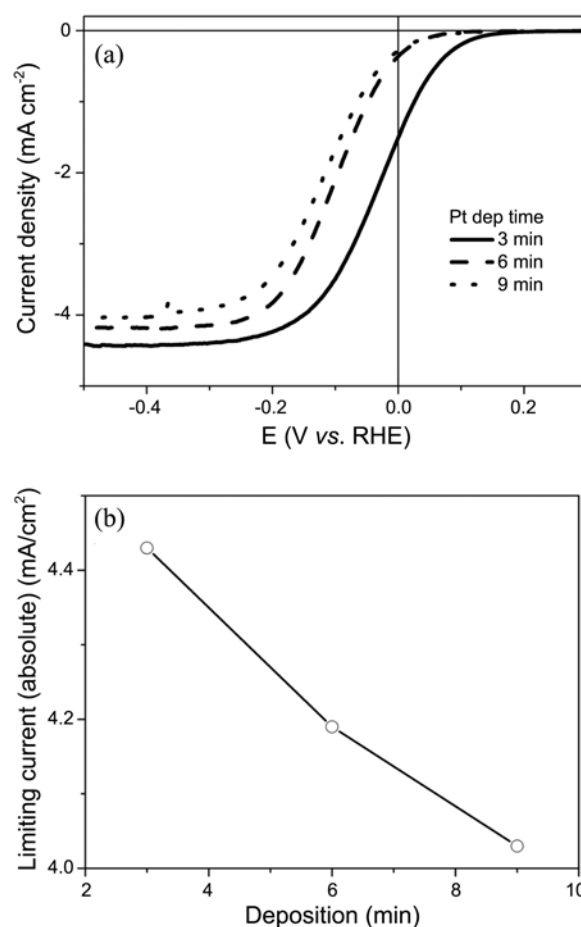 (a)
0
-2
-4
Current density (mA cm⁻²)
Pt dep time
3 min
6 min
9 min
-0.4 -0.2 0.0 0.2
E (V vs. RHE)
(b)
4.4
4.2
4.0
Limiting current (absolute) (mA/cm²)
2 4 6 8 10
Deposition (min)